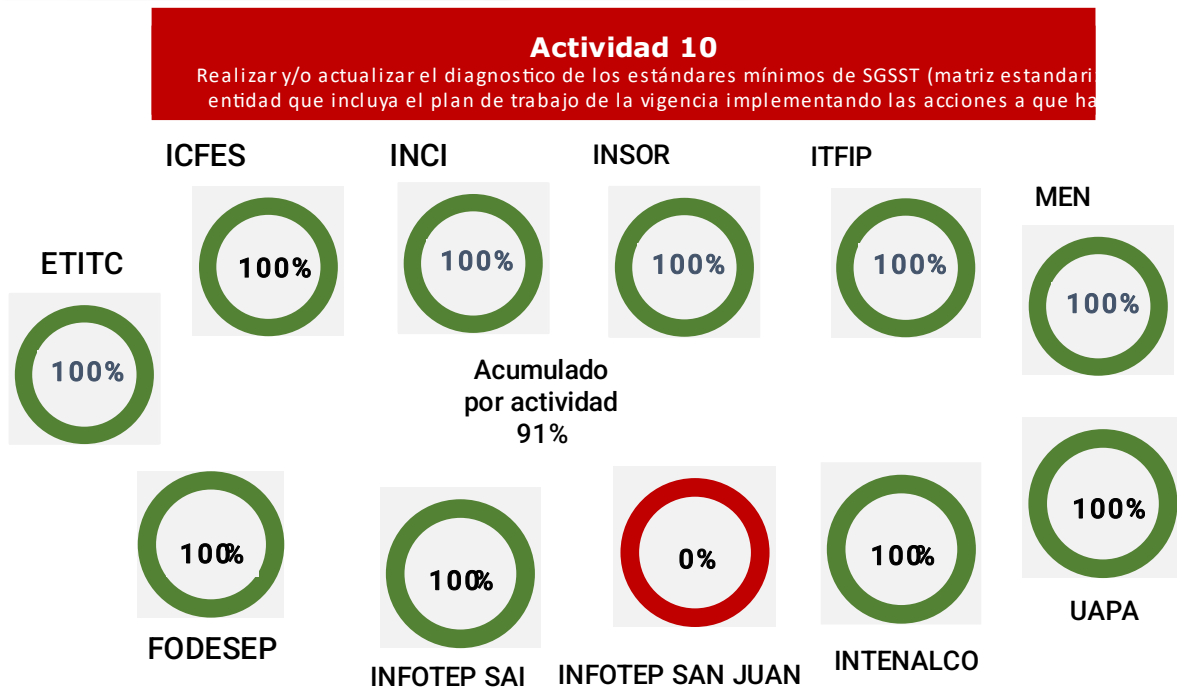 Actividad 10
Realizar y/o actualizar el diagnostico de los estándares mínimos de SGSST (matriz
entidad que incluya el plan de trabajo de la vigencia implementando las acciones a que
ICFES
INCI
INSOR
ITFIP
MEN
ETITC
100%
100%
100%
100%
100%
100%
Acumulado
por actividad
91%
100%
100%
0%
100%
100%
FODESEP
INFOTEP SAI
INFOTEP SAN JUAN
INTENALCO
UAPA